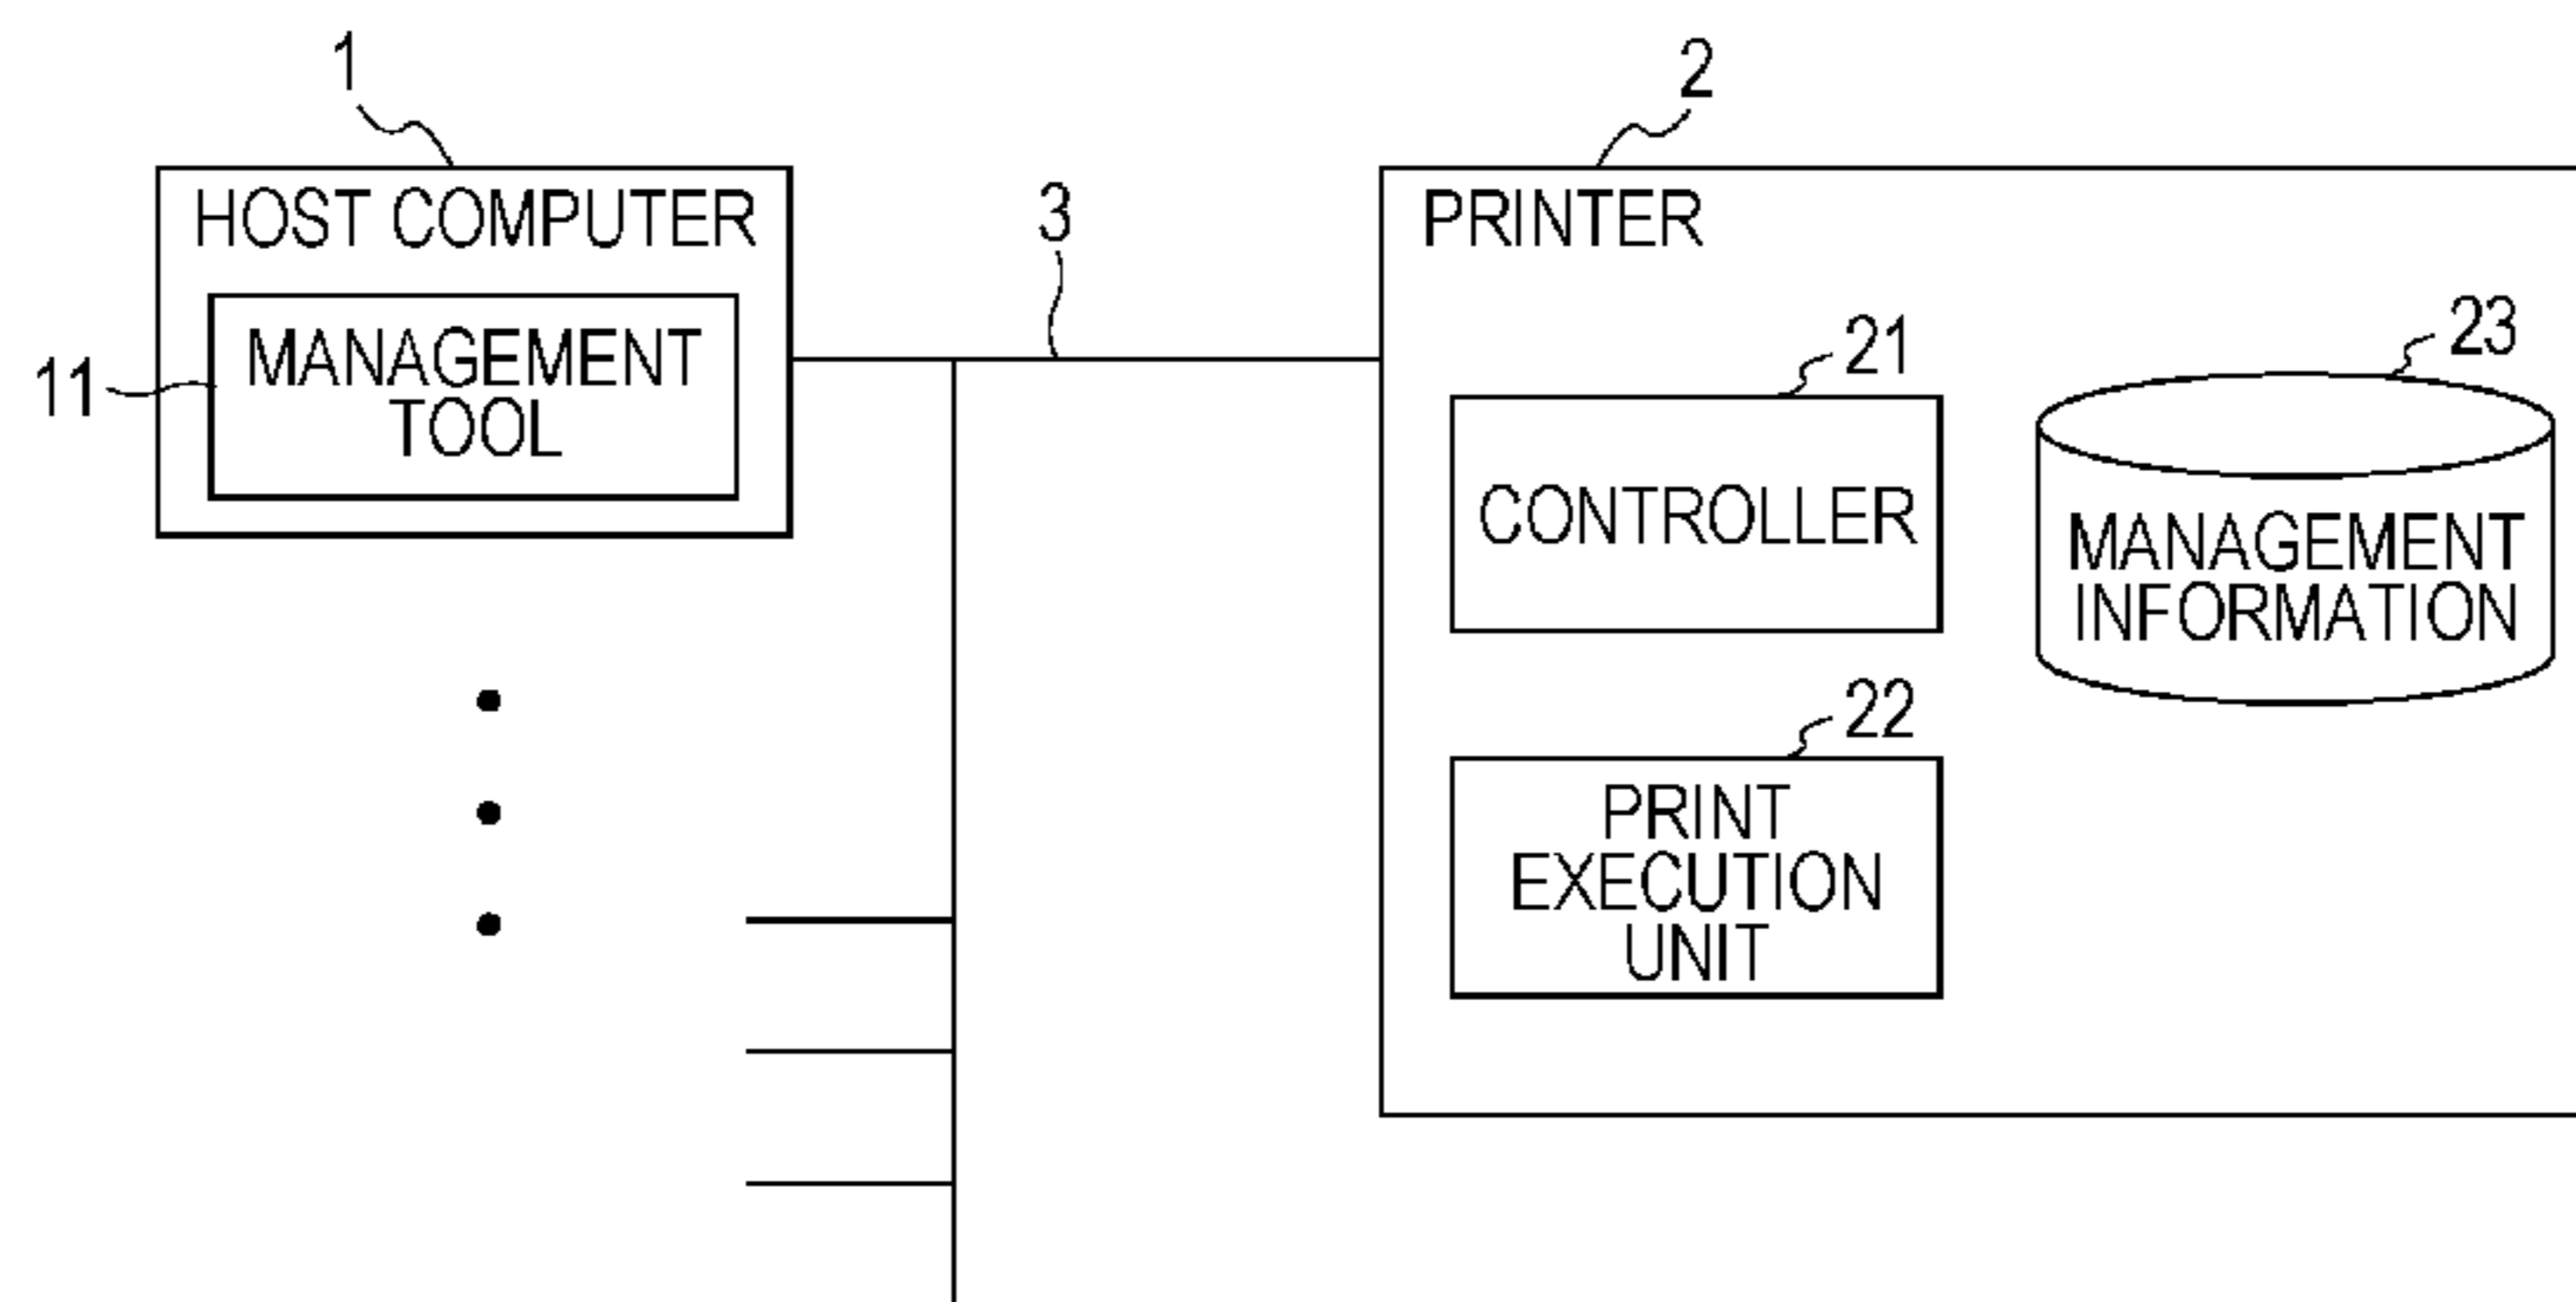 1
2
HOST COMPUTER
3
PRINTER
11
MANAGEMENT
TOOL
21
23
CONTROLLER
MANAGEMENT
INFORMATION
22
PRINT
EXECUTION
UNIT